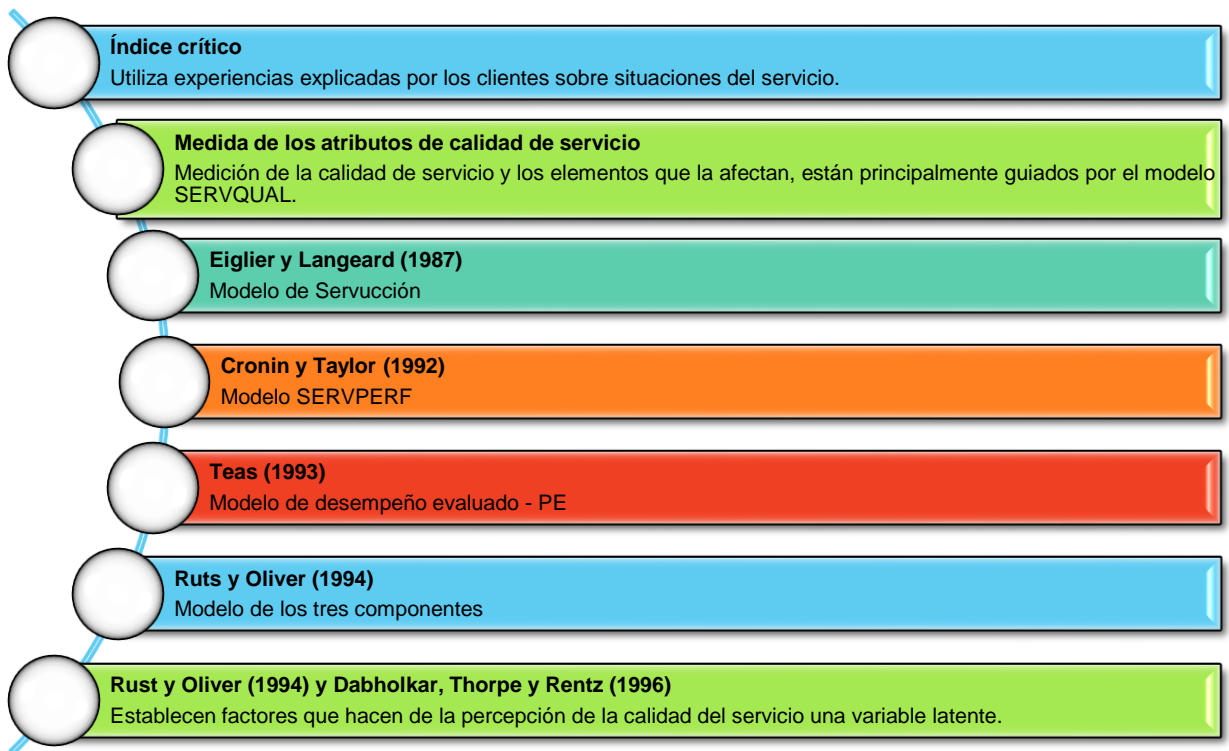 Índice crítico
Utiliza experiencias explicadas por los clientes sobre situaciones del servicio.
Medida de los atributos de calidad de servicio
Medición de la calidad de servicio y los elementos que la afectan, están principalmente guiados por el modelo
SERVQUAL.
Eiglier y Langeard (1987)
Modelo de Servucción
Cronin y Taylor (1992)
Modelo SERVPERF
Teas (1993)
Modelo de desempeño evaluado - PE
Ruts y Oliver (1994)
Modelo de los tres componentes
Rust y Oliver (1994) y Dabholkar, Thorpe y Rentz (1996)
Establecen factores que hacen de la percepción de la calidad del servicio una variable latente.